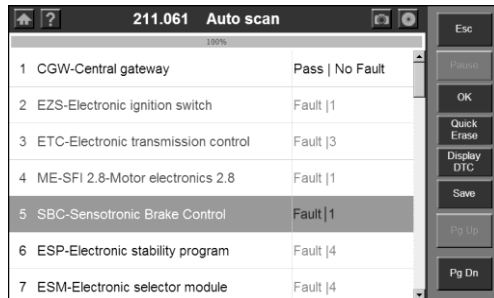 211.061 Auto scan
100%
1 CGW-Central gateway Pass | No Fault
2 EZS-Electronic ignition switch Fault |1
3 ETC-Electronic transmission control Fault |3
4 ME-SFI 2.8-Motor electronics 2.8 Fault |1
5 SBC-Sensotronic Brake Control Fault |1
6 ESP-Electronic stability program Fault |4
7 ESM-Electronic selector module Fault |4
Esc
Pause
OK
Quick
Erase
Display
DTC
Save
Pg Up
Pg Dn